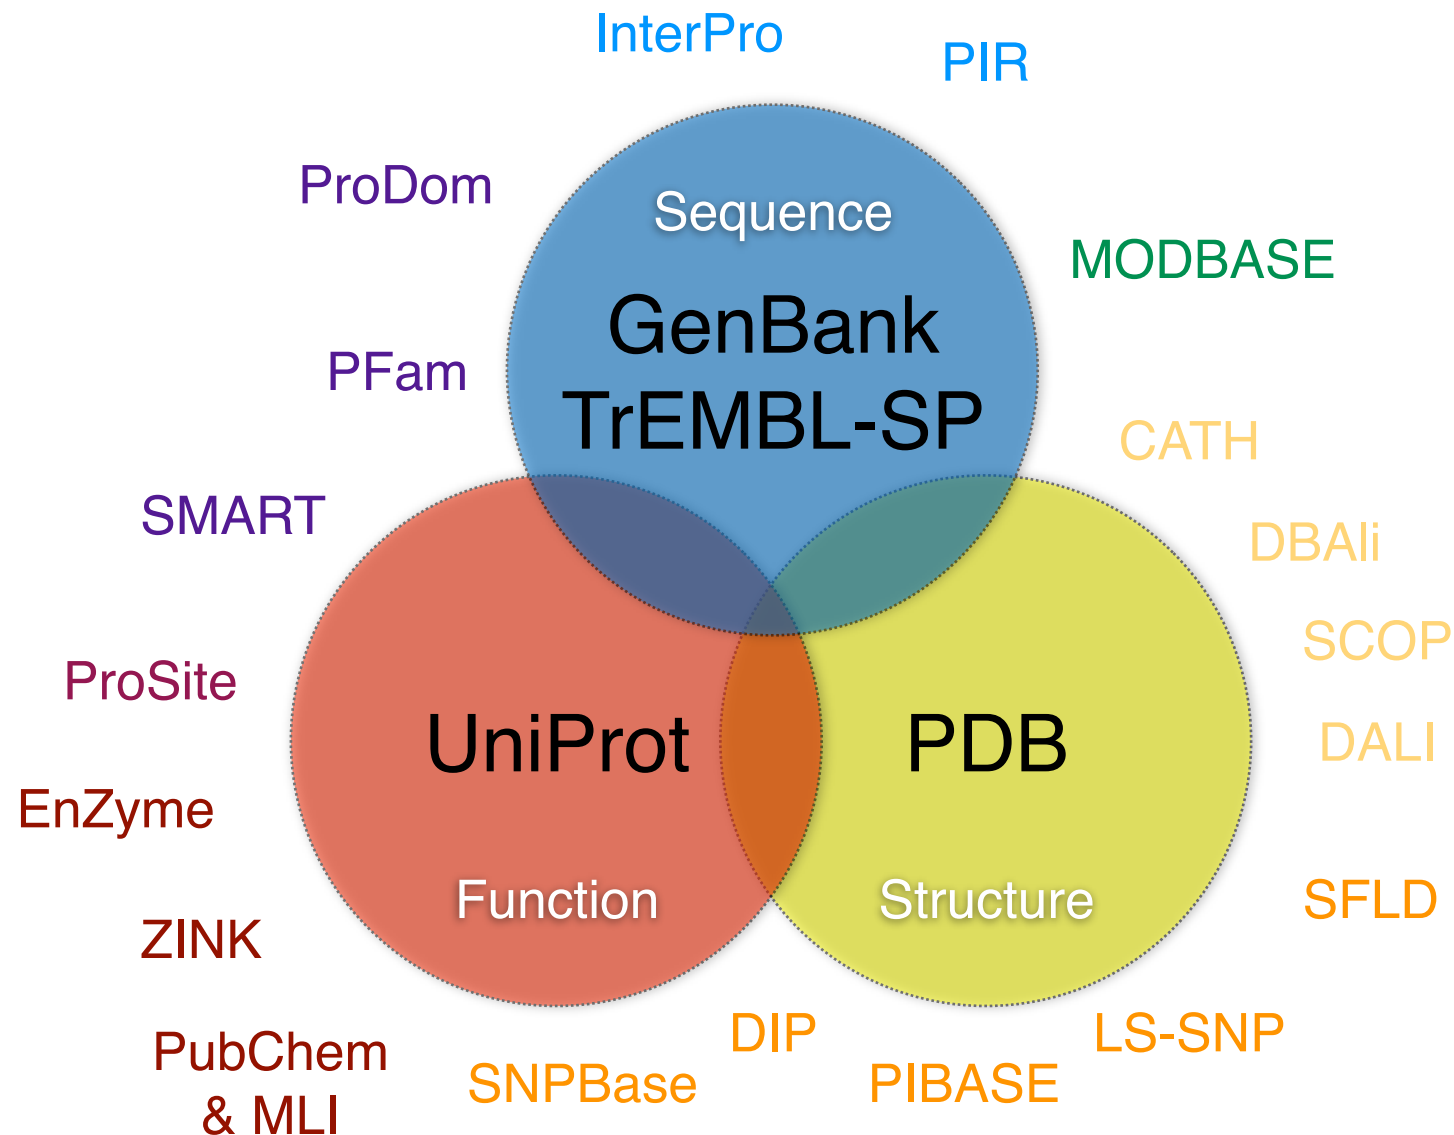 InterPro
PIR
ProDom
Sequence
MODBASE
GenBank
PFam
TrEMBL-SP
CATH
SMART
DBAli
SCOP
ProSite
UniProt
PDB
DALI
EnZyme
Function
Structure
SFLD
ZINK
DIP
LS-SNP
PubChem
& MLI
SNPBase
PIBASE